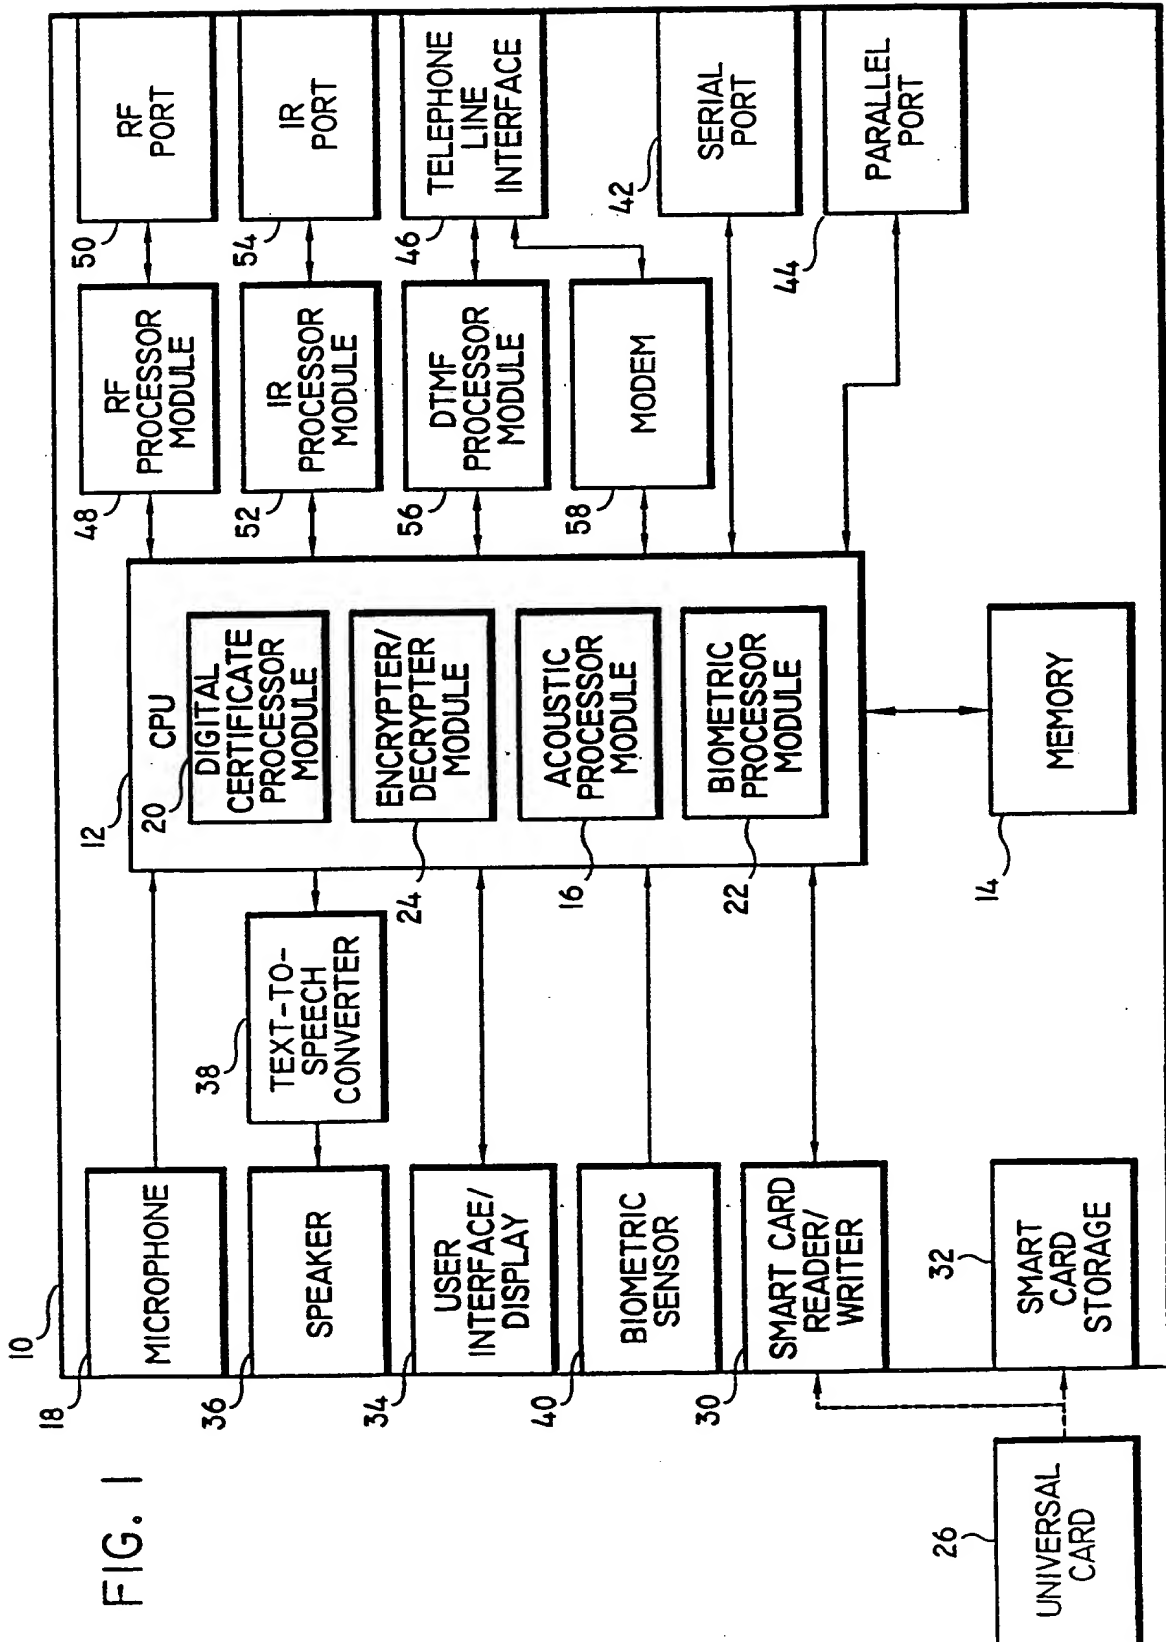 FIG. 1
10
18
MICROPHONE
36
SPEAKER
34
USER
INTERFACE/
DISPLAY
40
BIOMETRIC
SENSOR
30
SMART CARD
READER/
WRITER
32
SMART
CARD
STORAGE
26
UNIVERSAL
CARD
38
TEXT-TO-
SPEECH
CONVERTER
12
CPU
20
DIGITAL
CERTIFICATE
PROCESSOR
MODULE
24
ENCRYPTER/
DECRYPTER
MODULE
16
ACOUSTIC
PROCESSOR
MODULE
22
BIOMETRIC
PROCESSOR
MODULE
14
MEMORY
48
RF
PROCESSOR
MODULE
52
IR
PROCESSOR
MODULE
56
DTMF
PROCESSOR
MODULE
58
MODEM
50
RF
PORT
54
IR
PORT
46
TELEPHONE
LINE
INTERFACE
42
SERIAL
PORT
44
PARALLEL
PORT